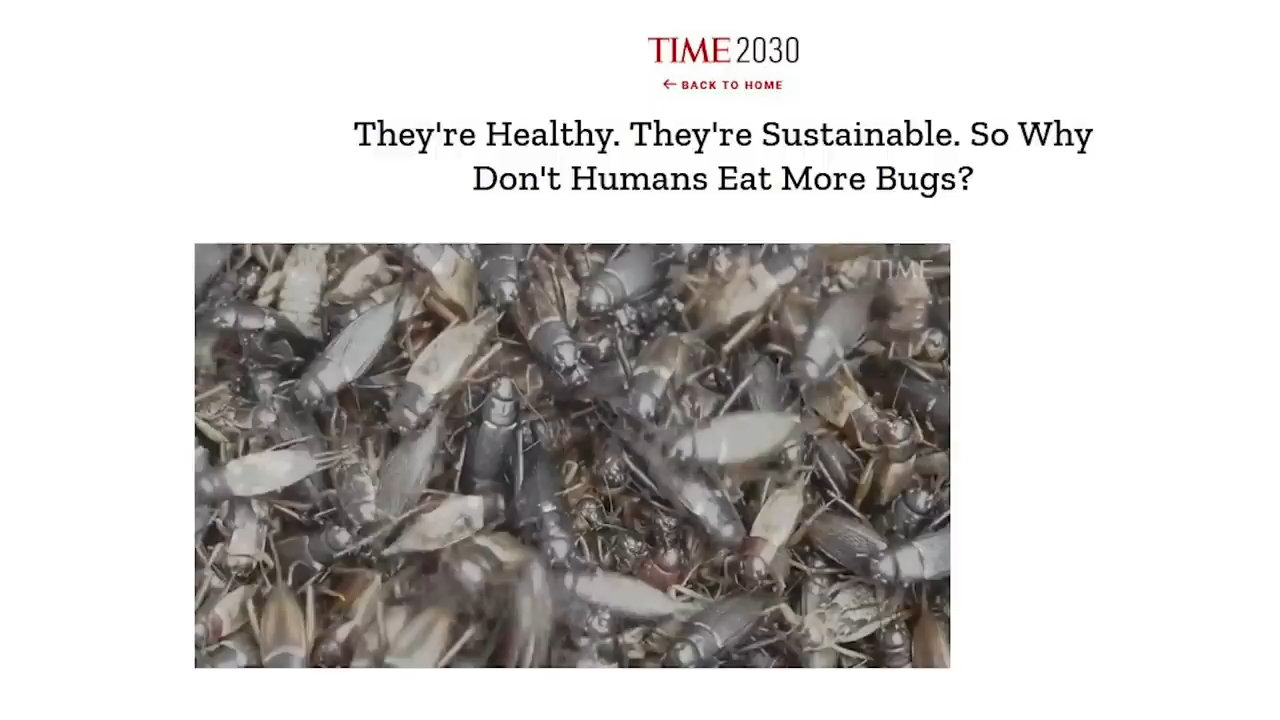 TIME 2030
← BACK TO HOME
They're Healthy. They're Sustainable. So Why
Don't Humans Eat More Bugs?
TIME